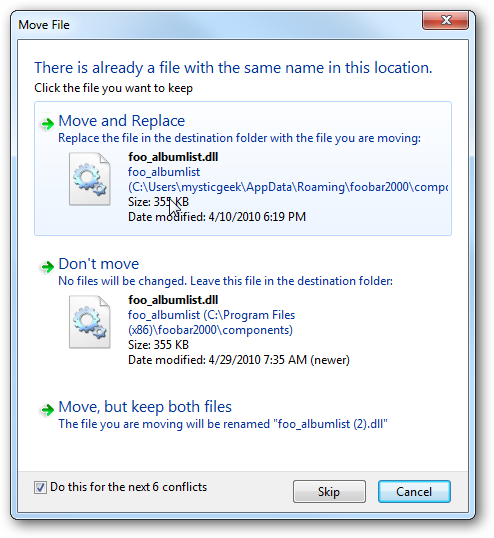 Move File
There is already a file with the same name in this location.
Click the file you want to keep
Move and Replace
Replace the file in the destination folder with the file you are moving:
foo_albumlist.dll
foo_albumlist
(C:\Users\mysticgeek\AppData\Roaming\foobar2000\compo
Size: 355 KB
Date modified: 4/10/2010 6:19 PM
Don't move
No files will be changed. Leave this file in the destination folder:
foo_albumlist.dll
foo_albumlist (C:\Program Files
(x86)\foobar2000\components)
Size: 355 KB
Date modified: 4/29/2010 7:35 AM (newer)
Move, but keep both files
The file you are moving will be renamed "foo_albumlist (2).dll"
Do this for the next 6 conflicts
Skip
Cancel